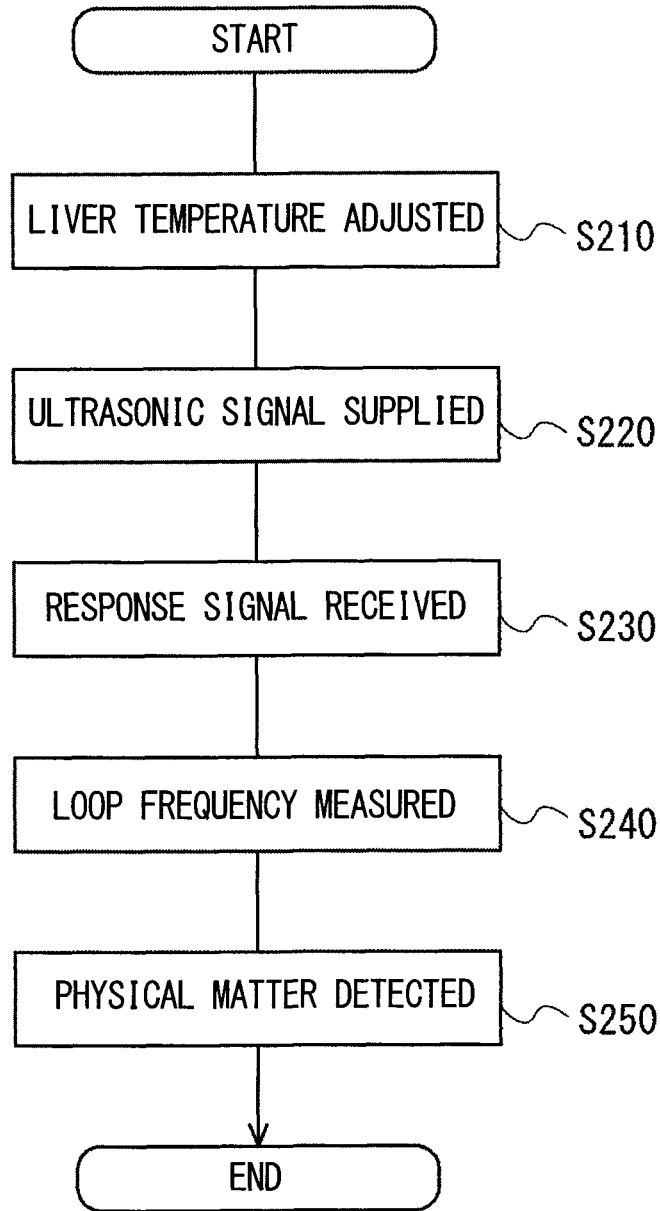 START
LIVER TEMPERATURE ADJUSTED
S210
ULTRASONIC SIGNAL SUPPLIED
S220
RESPONSE SIGNAL RECEIVED
S230
LOOP FREQUENCY MEASURED
S240
PHYSICAL MATTER DETECTED
S250
END